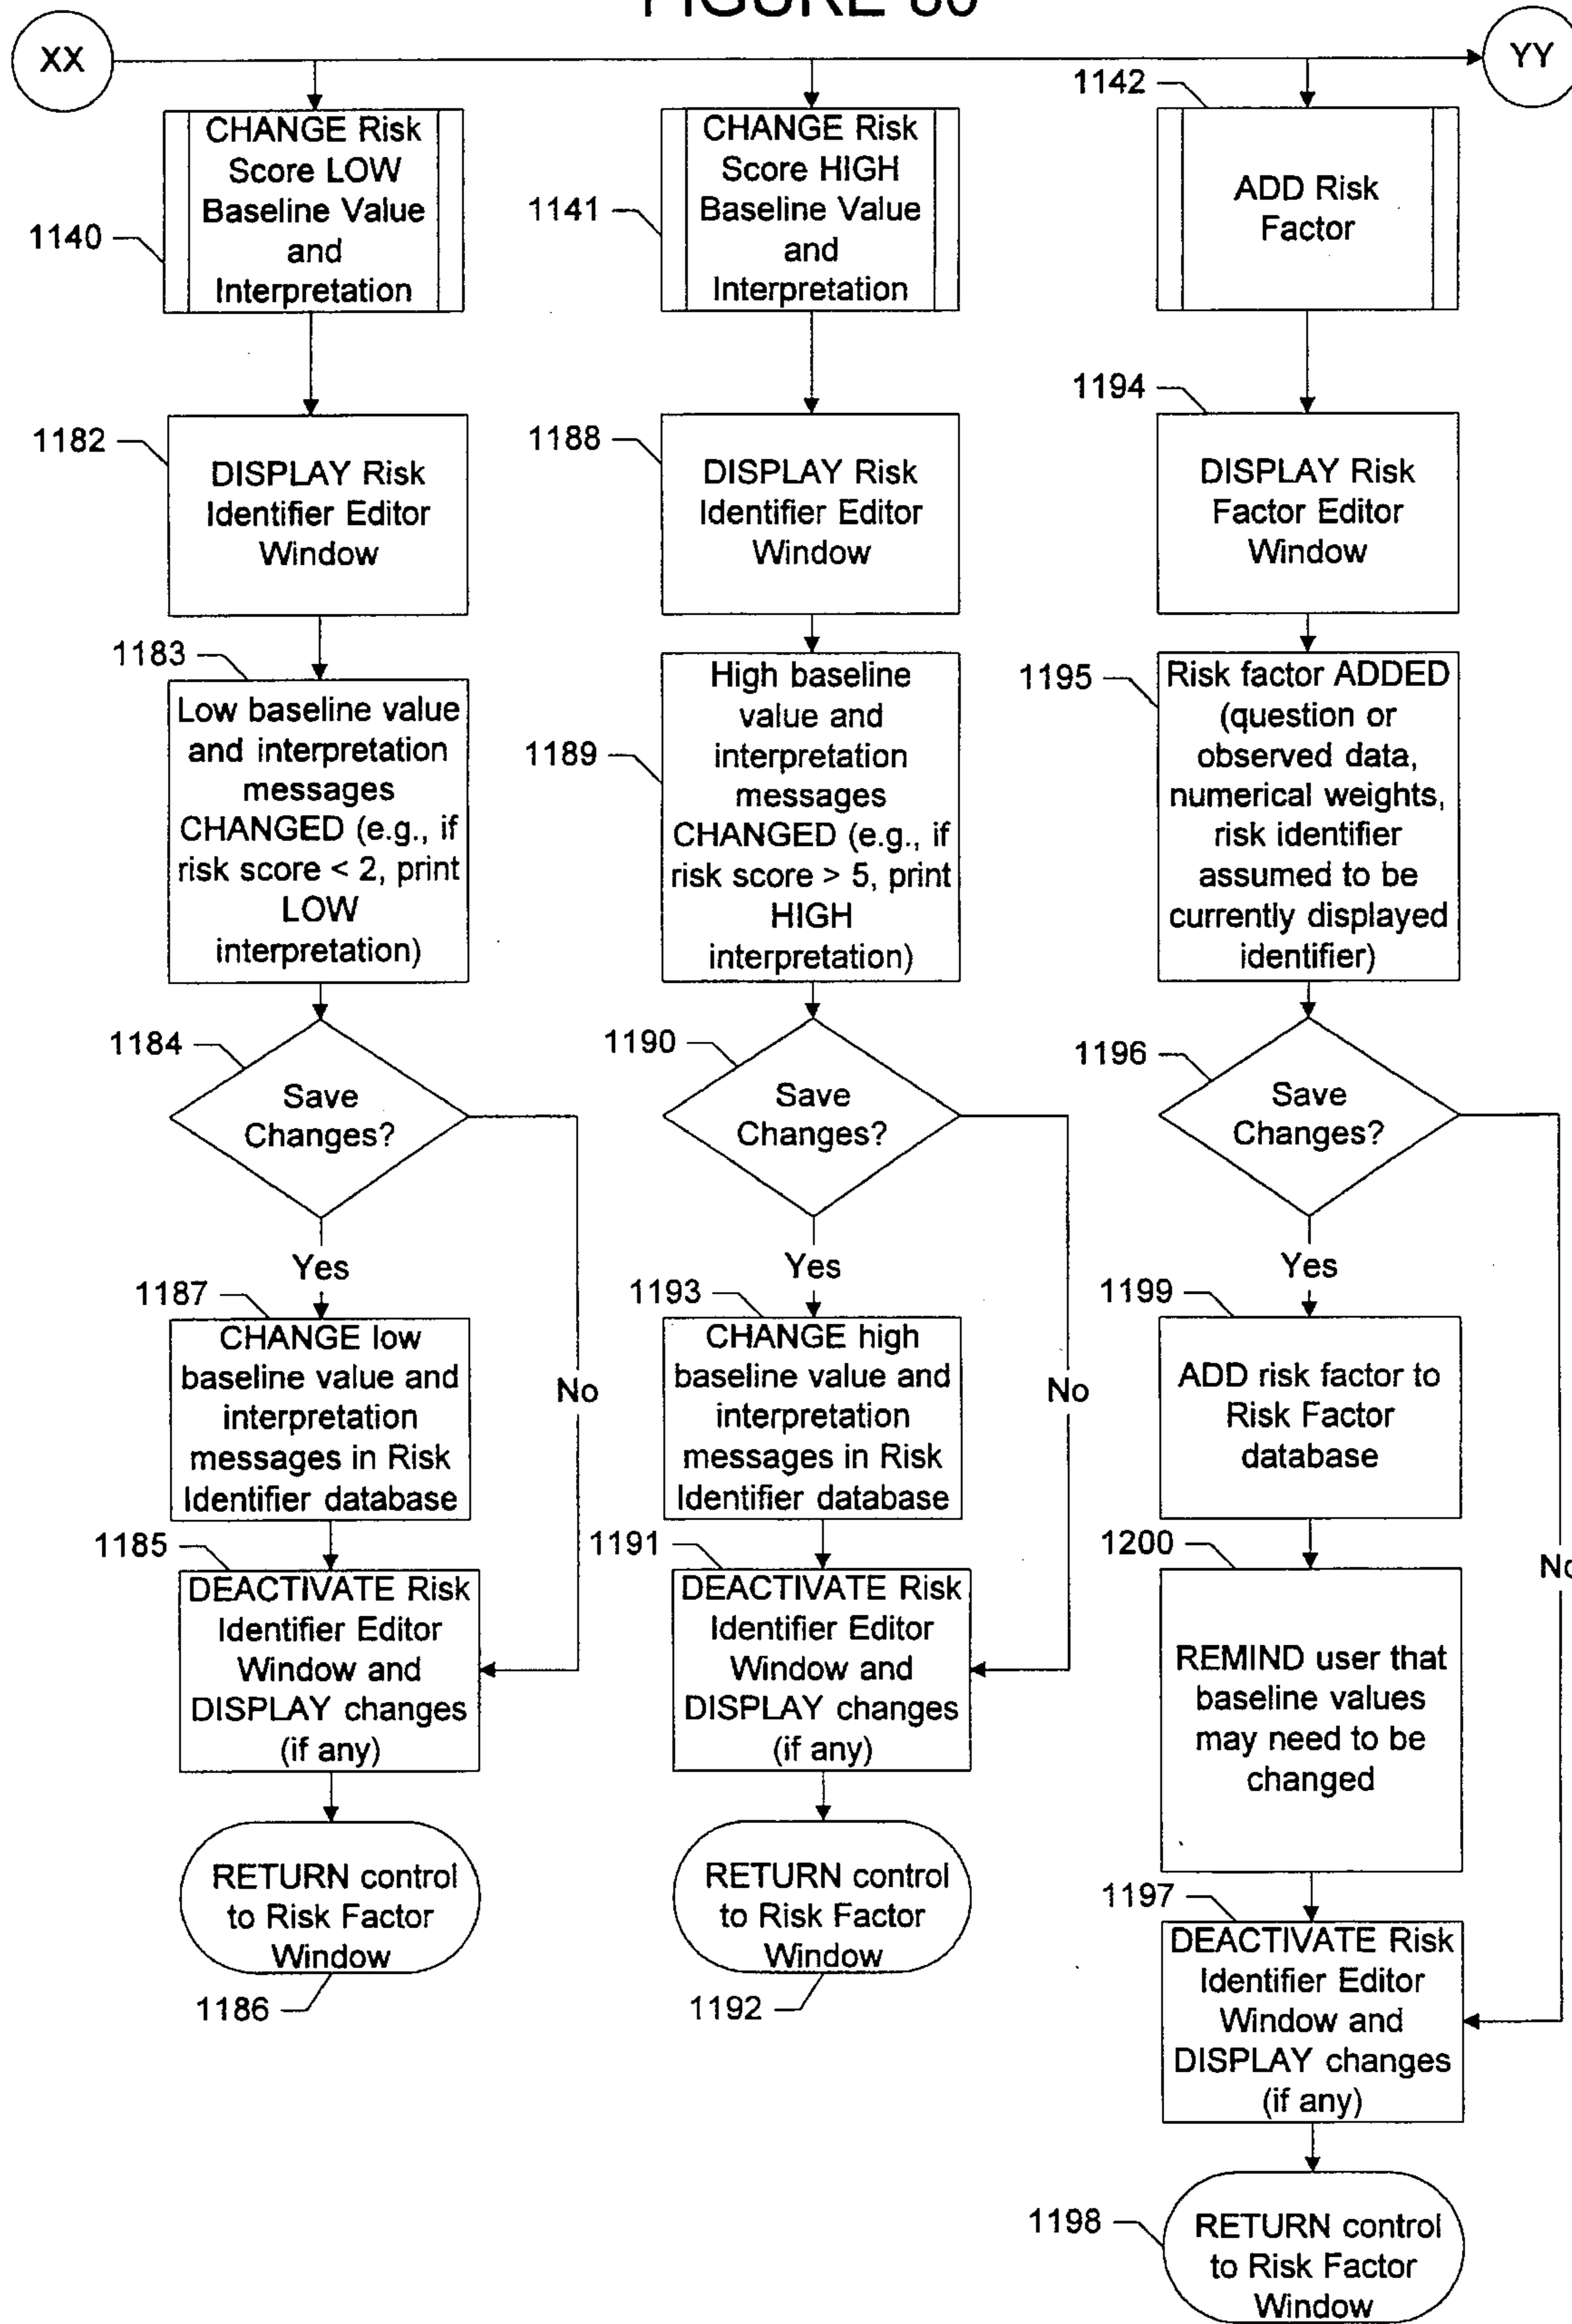 FIGURE
XX
YY
1140
CHANGE Risk
Score LOW
Baseline Value
and
Interpretation
1182
DISPLAY Risk
Identifier Editor
Window
1183
Low baseline value
and interpretation
messages
CHANGED (e.g., if
risk score < 2, print
LOW
interpretation)
1184
Save
Changes?
Yes
No
1187
CHANGE low
baseline value and
interpretation
messages in Risk
Identifier database
1185
DEACTIVATE Risk
Identifier Editor
Window and
DISPLAY changes
(if any)
RETURN control
to Risk Factor
Window
1186
1141
CHANGE Risk
Score HIGH
Baseline Value
and
Interpretation
1188
DISPLAY Risk
Identifier Editor
Window
1189
High baseline
value and
interpretation
messages
CHANGED (e.g., if
risk score > 5, print
HIGH
interpretation)
1190
Save
Changes?
Yes
No
1193
CHANGE high
baseline value and
interpretation
messages in Risk
Identifier database
1191
DEACTIVATE Risk
Identifier Editor
Window and
DISPLAY changes
(if any)
RETURN control
to Risk Factor
Window
1192
1142
ADD Risk
Factor
1194
DISPLAY Risk
Factor Editor
Window
1195
Risk factor ADDED
(question or
observed data,
numerical weights,
risk identifier
assumed to be
currently displayed
identifier)
1196
Save
Changes?
Yes
No
1199
ADD risk factor to
Risk Factor
database
1200
REMIND user that
baseline values
may need to be
changed
1197
DEACTIVATE Risk
Identifier Editor
Window and
DISPLAY changes
(if any)
1198
RETURN control
to Risk Factor
Window